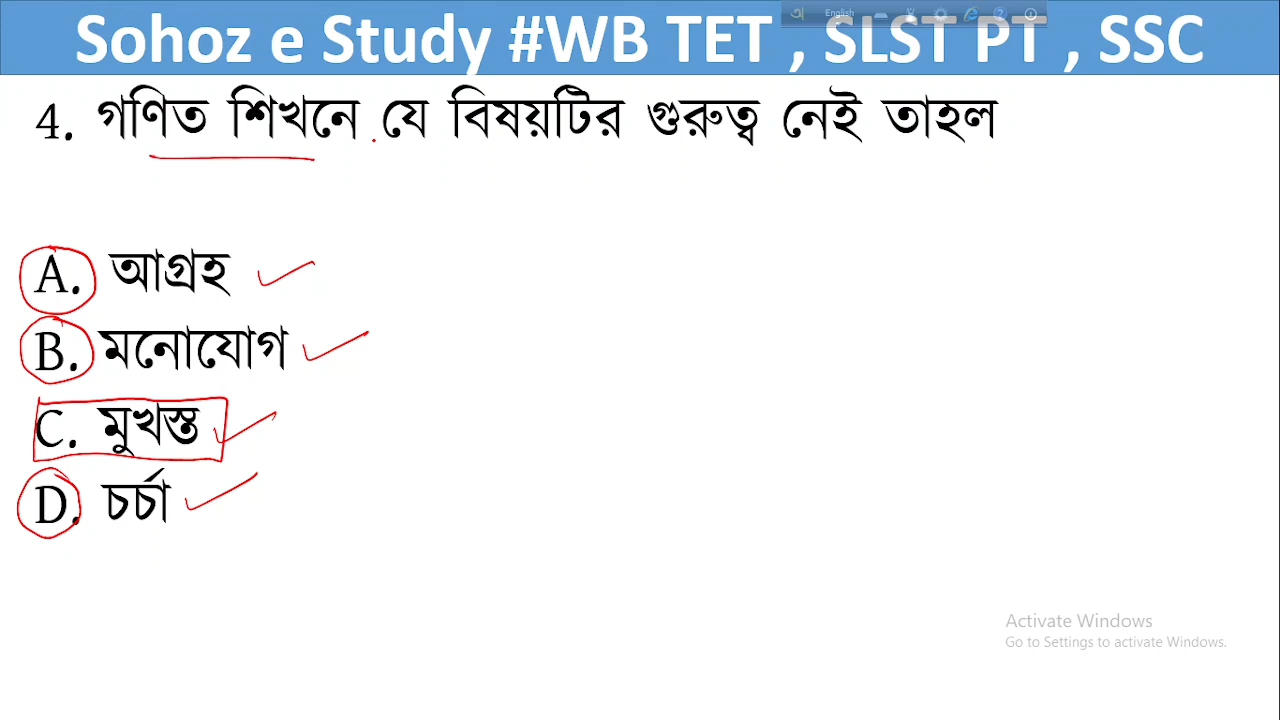 Sohoz e Study #WB TET , SLST PT , SSC
English
4. গণিত শিখনে যে বিষয়টির গুরুত্ব নেই তাহল
A. আগ্রহ
B. মনোযোগ
C. মুখস্ত
D. চর্চা
Activate Windows
Go to Settings to activate Windows.